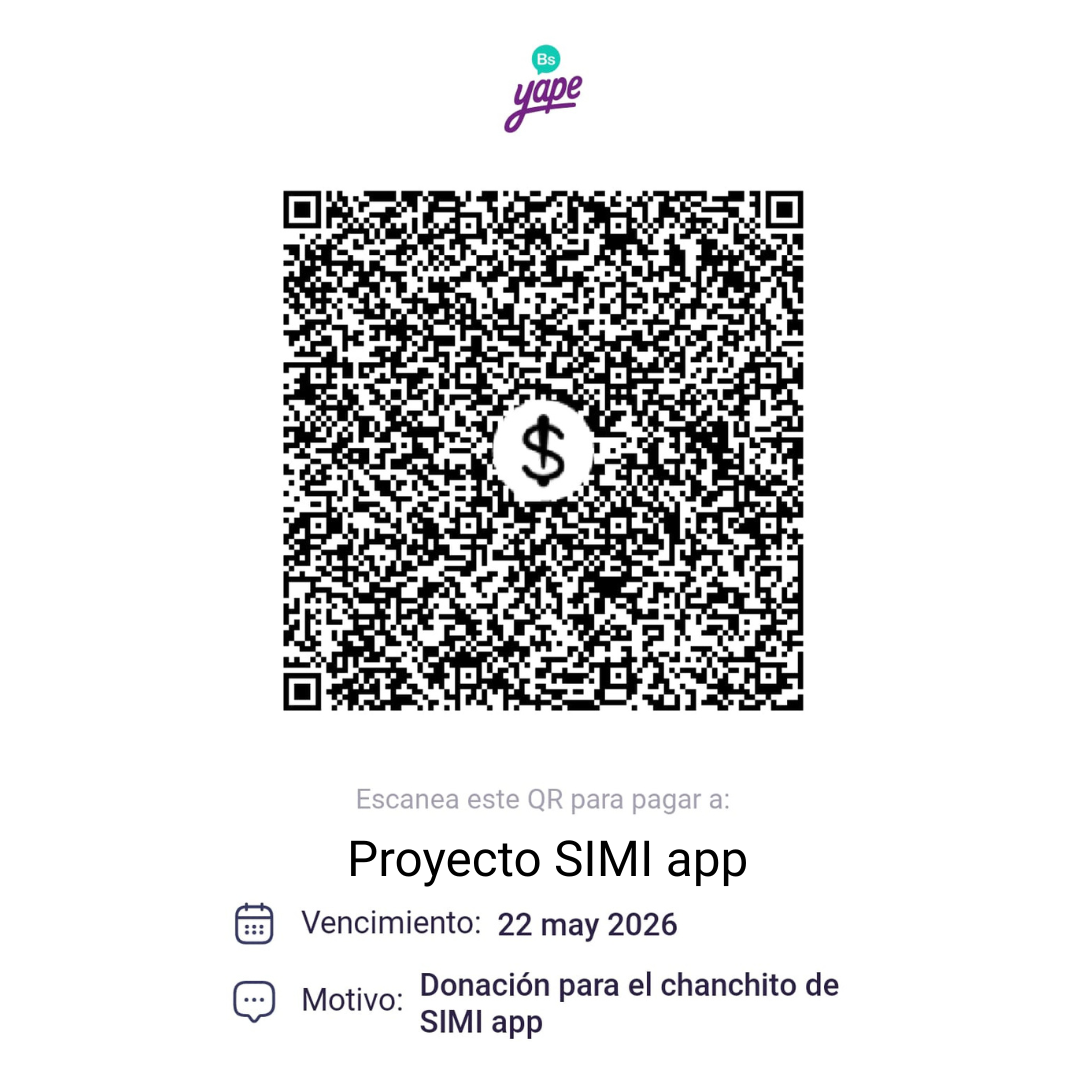 Bs
yape
$
Escanea este QR para pagar a:
Proyecto SIMI app
Vencimiento: 22 may 2026
Motivo: Donación para el chanchito de
SIMI app